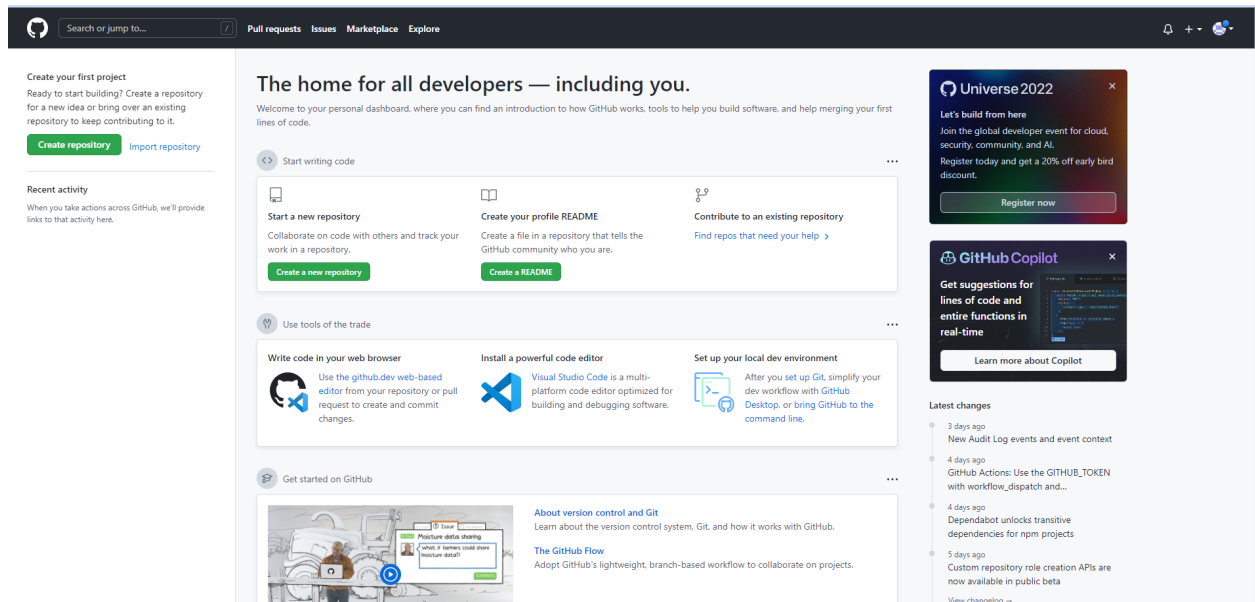 Search or jump to... /
Pull requests Issues Marketplace Explore
Create your first project
Ready to start building? Create a repository
for a new idea or bring over an existing
repository to keep contributing to it.
Create repository Import repository
Recent activity
When you take actions across GitHub, we'll provide
links to that activity here.
The home for all developers — including you.
Welcome to your personal dashboard, where you can find an introduction to how GitHub works, tools to help you build software, and help merging your first
lines of code.
Start writing code
Start a new repository
Collaborate on code with others and track your
work in a repository.
Create a new repository
Create your profile README
Create a file in a repository that tells the
GitHub community who you are.
Create a README
Contribute to an existing repository
Find repos that need your help
Use tools of the trade
Write code in your web browser
Use the github.dev web-based
editor from your repository or pull
request to create and commit
changes.
Install a powerful code editor
Visual Studio Code is a multi-
platform code editor optimized for
building and debugging software.
Set up your local dev environment
After you set up Git, simplify your
dev workflow with GitHub
Desktop, or bring GitHub to the
command line.
Get started on GitHub
Issue
Moisture data sharing
What if farmers could share
moisture data?
About version control and Git
Learn about the version control system, Git, and how it works with GitHub.
The GitHub Flow
Adopt GitHub's lightweight, branch-based workflow to collaborate on projects.
Universe 2022
Let's build from here
Join the global developer event for cloud,
security, community, and AI.
Register today and get a 20% off early bird
discount.
Register now
GitHub Copilot
Get suggestions for
lines of code and
entire functions in
real-time
Learn more about Copilot
Latest changes
3 days ago
New Audit Log events and event context
4 days ago
GitHub Actions: Use the GITHUB_TOKEN
with workflow_dispatch and...
4 days ago
Dependabot unlocks transitive
dependencies for npm projects
5 days ago
Custom repository role creation APIs are
now available in public beta
View changelog →